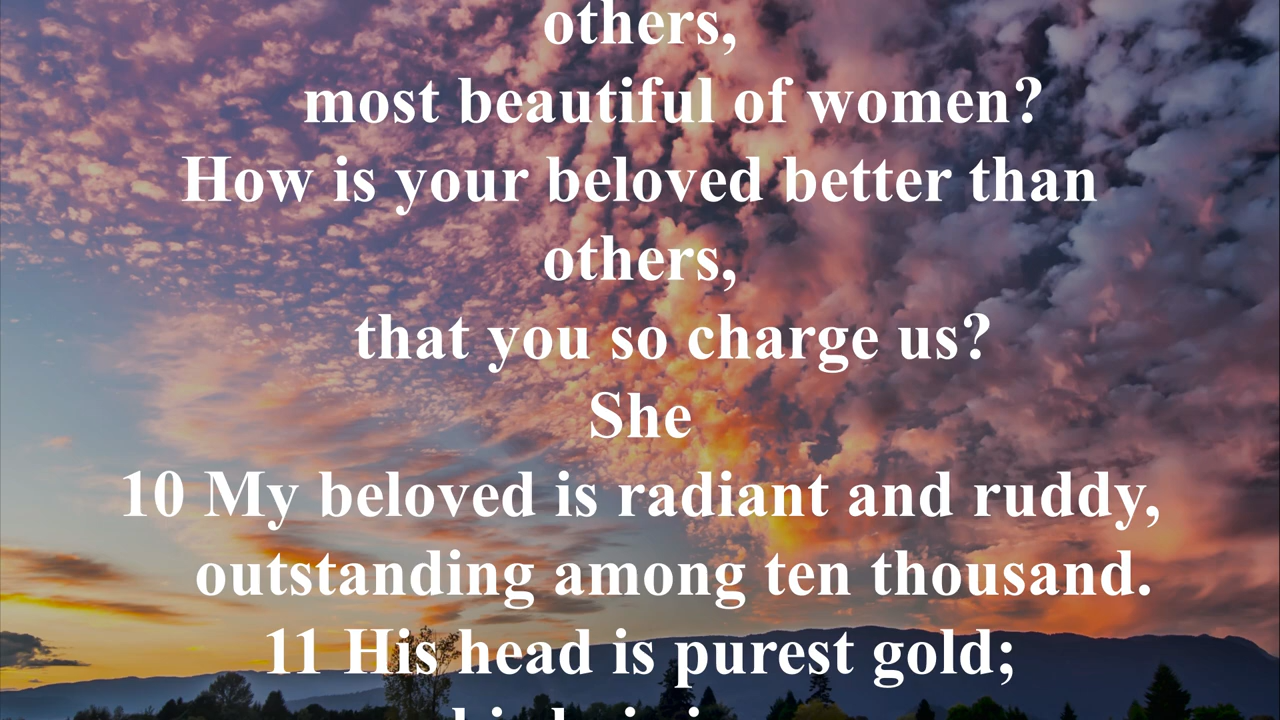 others,
most beautiful of women?
How is your beloved better than
others,
that you so charge us?
She
10 My beloved is radiant and ruddy,
outstanding among ten thousand.
11 His head is purest gold;